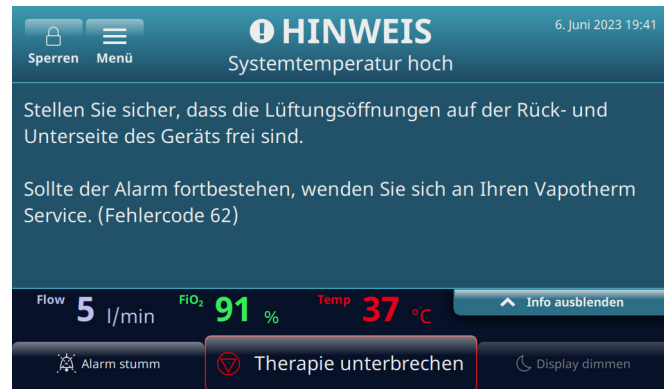 HINWEIS
6. Juni 2023 19:41
Sperren Menü
Systemtemperatur hoch
Stellen Sie sicher, dass die Lüftungsöffnungen auf der Rück- und
Unterseite des Geräts frei sind.
Sollte der Alarm fortbestehen, wenden Sie sich an Ihren Vapotherm
Service. (Fehlercode 62)
Flow 5 l/min FiO₂ 91 % Temp 37 °C Info ausblenden
Alarm stumm Therapie unterbrechen Display dimmen